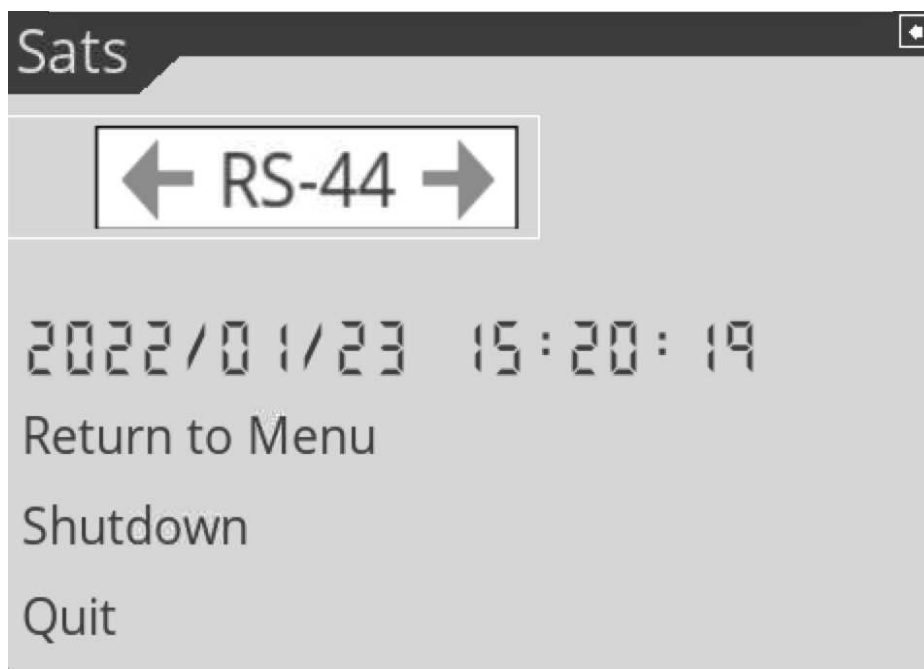 Sats
RS-44
2022/01/23 15:20:19
Return to Menu
Shutdown
Quit